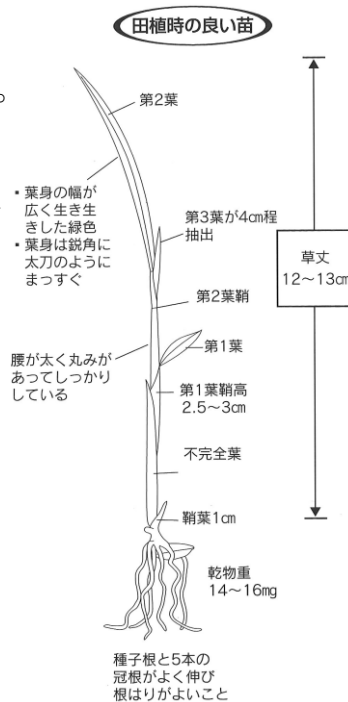 田植時の良い苗
第2葉
・葉身の幅が
広く生き生
きした緑色
・葉身は鋭角に
太刀のように
まっすぐ
第3葉が4cm程
抽出
草丈
12～13cm
第2葉鞘
第1葉
腰が太く丸みが
あってしっかり
している
第1葉鞘高
2.5～3cm
不完全葉
鞘葉1cm
乾物重
14～16mg
種子根と5本の
冠根がよく伸び
根はりがよいこと